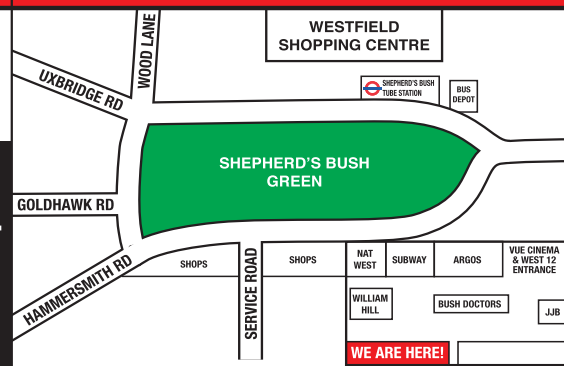 WESTFIELD
SHOPPING CENTRE
WOOD LANE
UXBRIDGE RD
SHEPHERD'S BUSH
TUBE STATION
BUS
DEPOT
SHEPHERD'S BUSH
GREEN
GOLDHAWK RD
HAMMERSMITH RD
SHOPS
SERVICE ROAD
SHOPS
NAT
WEST
SUBWAY
ARGOS
VUE CINEMA
& WEST 12
ENTRANCE
WILLIAM
HILL
BUSH DOCTORS
JJB
WE ARE HERE!